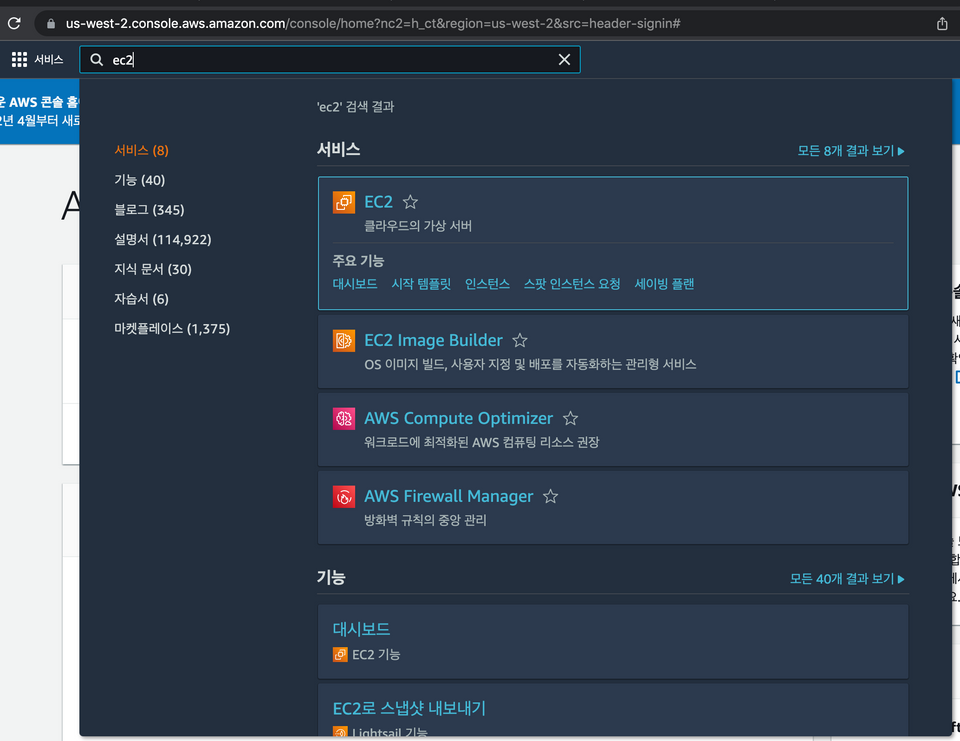 us-west-2.console.aws.amazon.com/console/home?nc2=h_ct&region=us-west-2&src=header-signin#
서비스
ec2
운 AWS 콘솔 홈
2년 4월부터 새로
A
'ec2' 검색 결과
서비스 (8)
기능 (40)
블로그 (345)
설명서 (114,922)
지식 문서 (30)
자습서 (6)
마켓플레이스 (1,375)
서비스
모든 8개 결과 보기
EC2
클라우드의 가상 서버
주요 기능
대시보드 시작 템플릿 인스턴스 스팟 인스턴스 요청 세이빙 플랜
EC2 Image Builder
OS 이미지 빌드, 사용자 지정 및 배포를 자동화하는 관리형 서비스
AWS Compute Optimizer
워크로드에 최적화된 AWS 컴퓨팅 리소스 권장
AWS Firewall Manager
방화벽 규칙의 중앙 관리
기능
모든 40개 결과 보기
대시보드
EC2 기능
EC2로 스냅샷 내보내기
Lightsail 기능